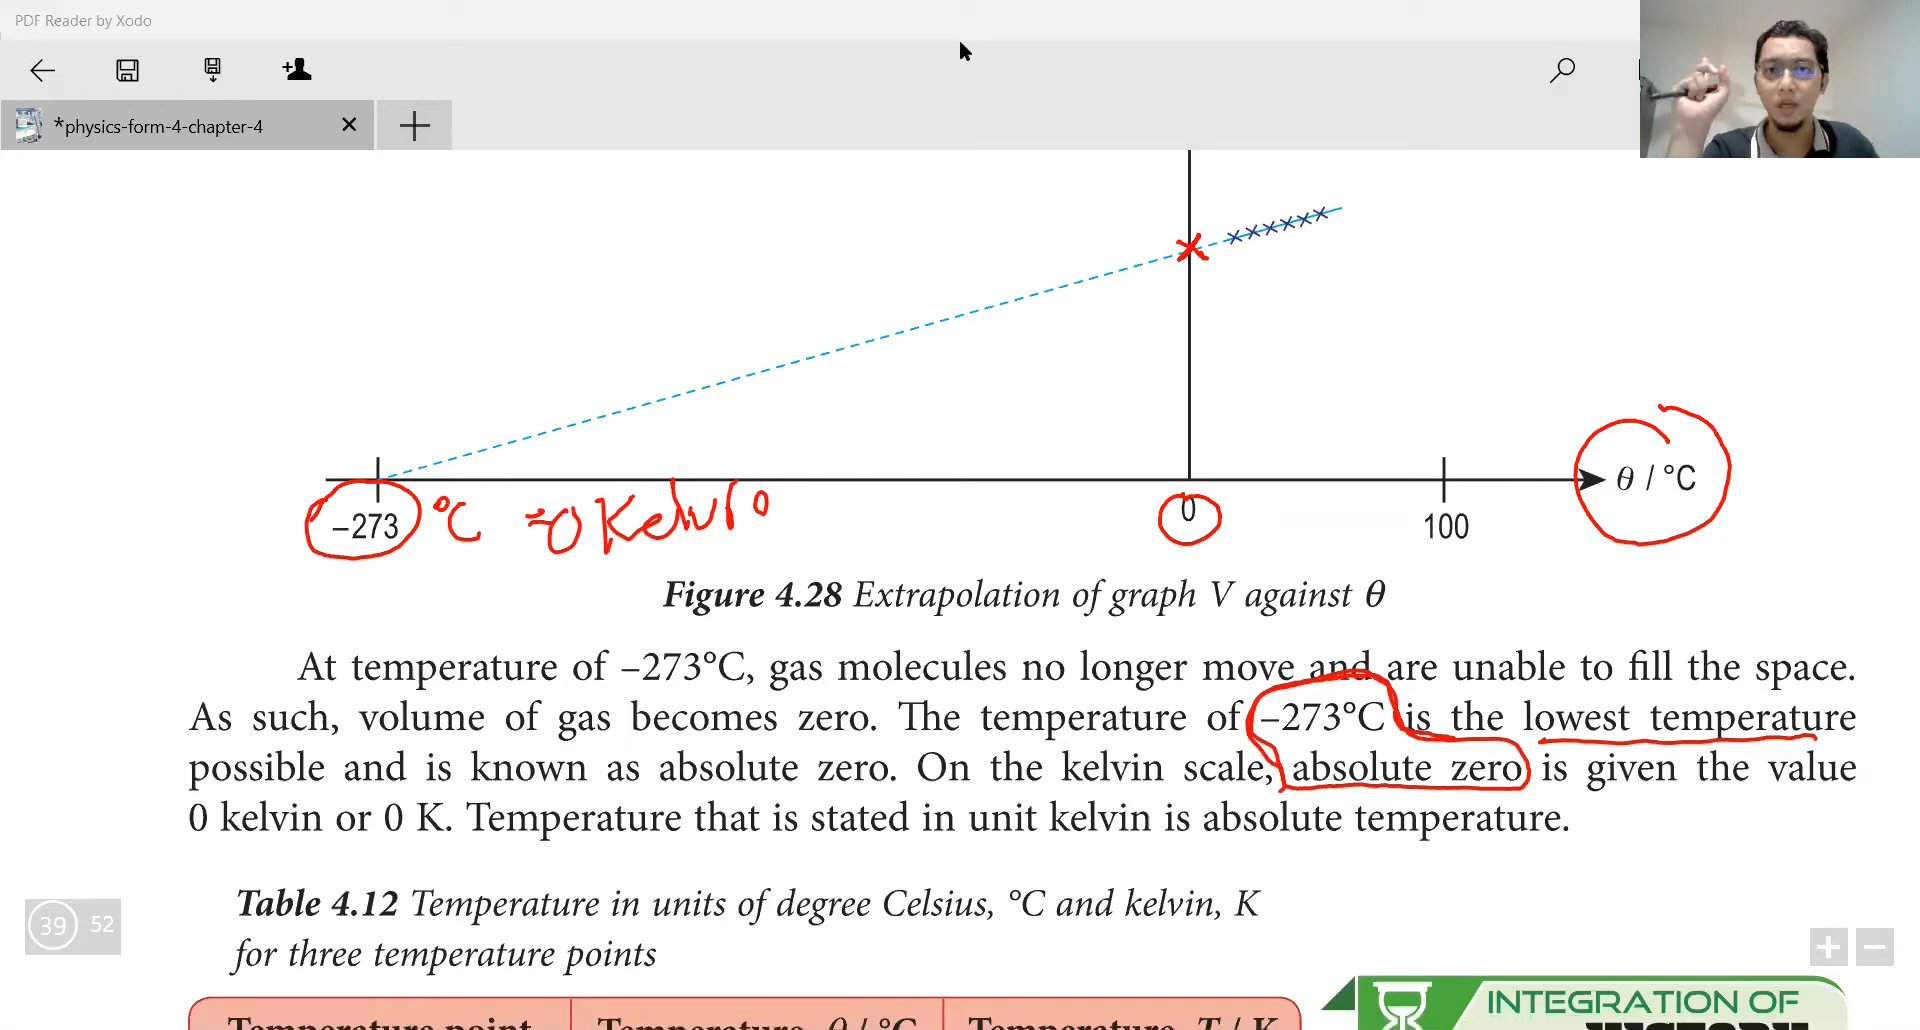 PDF Reader by Xodo
*physics-form-4-chapter-4
θ / °C
–273 °C = 0 Kelvin
0
100
Figure 4.28 Extrapolation of graph V against θ
At temperature of –273°C, gas molecules no longer move and are unable to fill the space.
As such, volume of gas becomes zero. The temperature of –273°C is the lowest temperature
possible and is known as absolute zero. On the kelvin scale, absolute zero is given the value
0 kelvin or 0 K. Temperature that is stated in unit kelvin is absolute temperature.
Table 4.12 Temperature in units of degree Celsius, °C and kelvin, K
for three temperature points
39 52
Temperature point
Temperature, θ / °C
Temperature, T / K
INTEGRATION OF
HISTORY